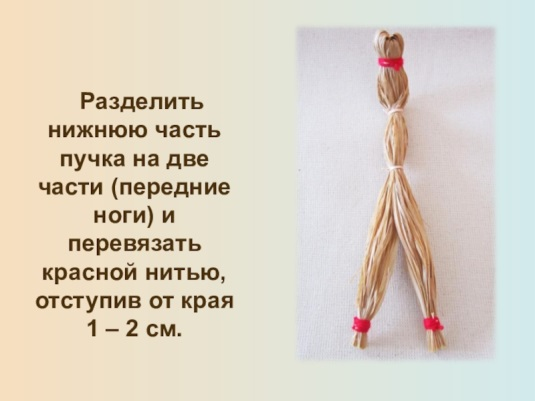 Разделить
нижнюю часть
пучка на две
части (передние
ноги) и
перевязать
красной нитью,
отступив от края
1 – 2 см.